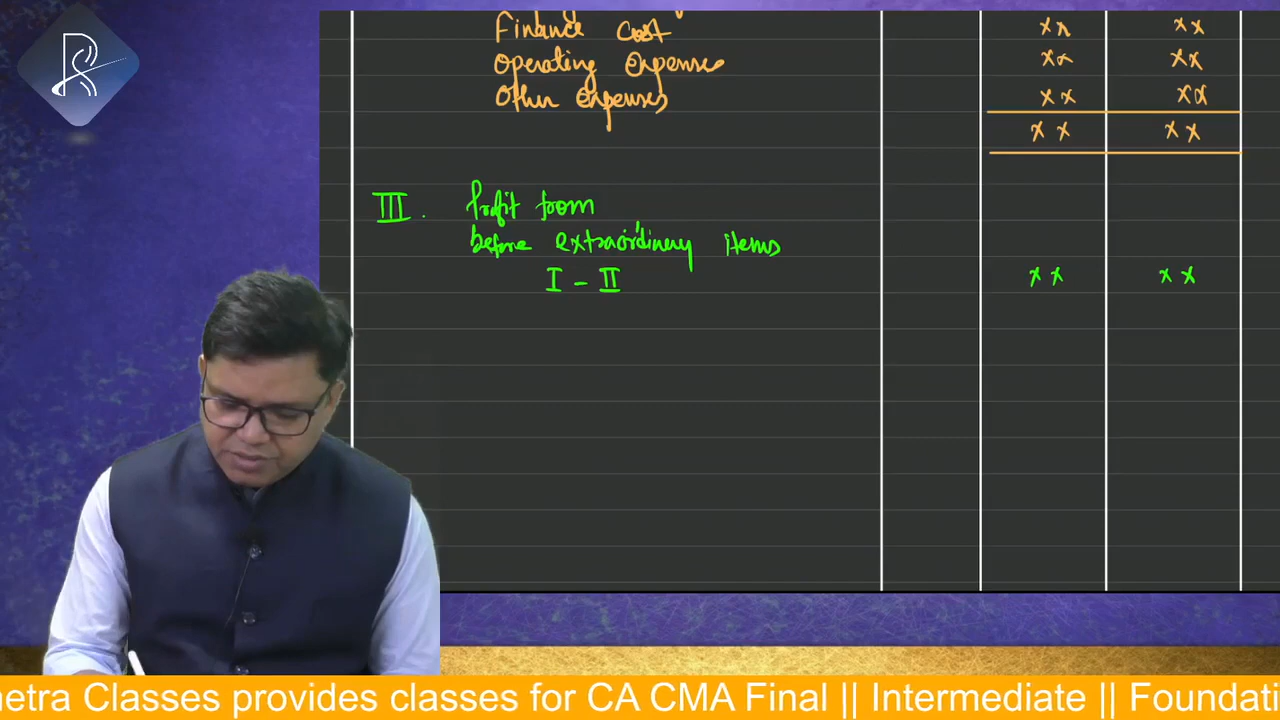 Finance Cost xx xx
Operating Expenses xx xx
Other Expenses xx xx
xx xx
III. Profit from
before extraordinary items
I - II xx xx
netra Classes provides classes for CA CMA Final || Intermediate || Foundati